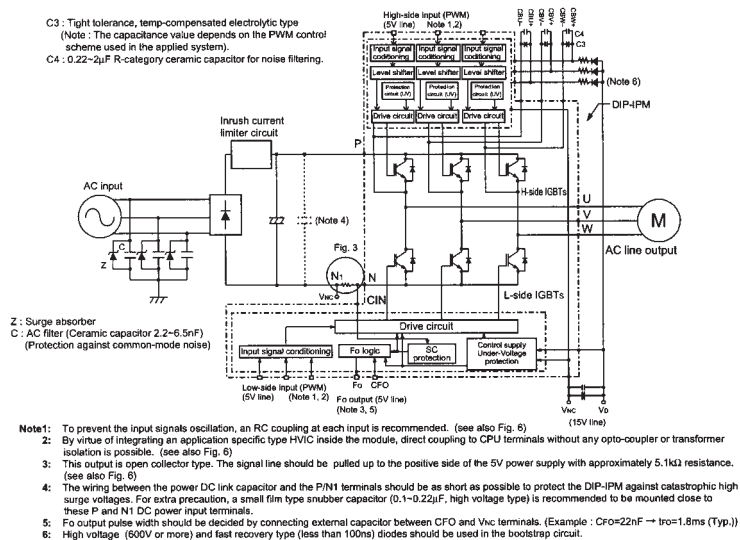 C3 : Tight tolerance, temp-compensated electrolytic type
(Note : The capacitance value depends on the PWM control
scheme used in the applied system).
C4 : 0.22~2μF R-category ceramic capacitor for noise filtering.
High-side input (PWM)
(5V line) Note 1,2)
CBU–
CBU+
CBV–
CBV+
CBW–
CBW+
C4
C3
Input signal coditioning
Input signal coditioning
Input signal coditioning
Level shifter
Level shifter
Level shifter
(Note 6)
Protection circuit (UV)
Protection circuit (UV)
Protection circuit (UV)
Drive circuit
Drive circuit
Drive circuit
DIP-IPM
Inrush current
limiter circuit
P
AC input
H-side IGBTs
U
V
W
M
AC line output
(Note 4)
C
Z
Fig. 3
N1
N
VNC
CIN
L-side IGBTs
Z : Surge absorber
C : AC filter (Ceramic capacitor 2.2~6.5nF)
(Protection against common-mode noise)
Drive circuit
Input signal conditioning
Fo logic
SC
protection
Control supply
Under-Voltage
protection
Low-side input (PWM)
(5V line) (Note 1, 2)
Fo CFO
Fo output (5V line)
(Note 3, 5)
VNC VD
(15V line)
Note1: To prevent the input signals oscillation, an RC coupling at each input is recommended. (see also Fig. 6)
2: By virtue of integrating an application specific type HVIC inside the module, direct coupling to CPU terminals without any opto-coupler or transformer
isolation is possible. (see also Fig. 6)
3: This output is open collector type. The signal line should be pulled up to the positive side of the 5V power supply with approximately 5.1kΩ resistance.
(see also Fig. 6)
4: The wiring between the power DC link capacitor and the P/N1 terminals should be as short as possible to protect the DIP-IPM against catastrophic high
surge voltages. For extra precaution, a small film type snubber capacitor (0.1~0.22μF, high voltage type) is recommended to be mounted close to
these P and N1 DC power input terminals.
5: Fo output pulse width should be decided by connecting external capacitor between CFO and VNC terminals. (Example : CFO=22nF → tFO=1.8ms (Typ.))
6: High voltage (600V or more) and fast recovery type (less than 100ns) diodes should be used in the bootstrap circuit.